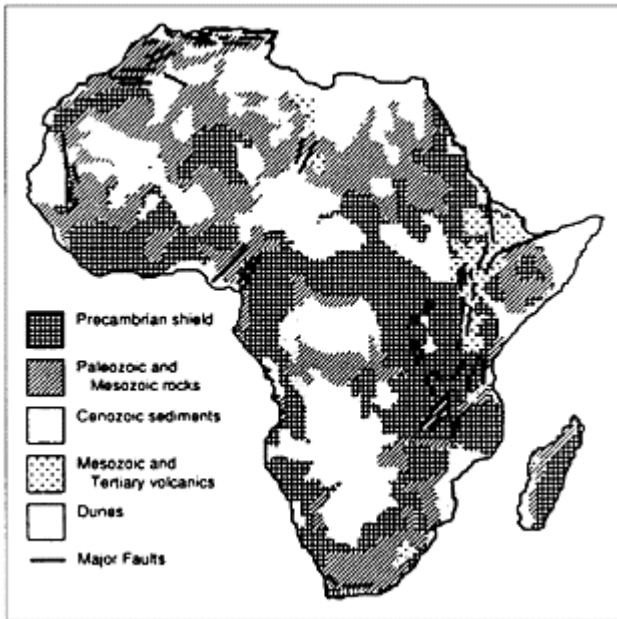 Precambrian shield
Paleozoic and
Mesozoic rocks
Cenozoic sediments
Mesozoic and
Tertiary volcanics
Dunes
Major Faults